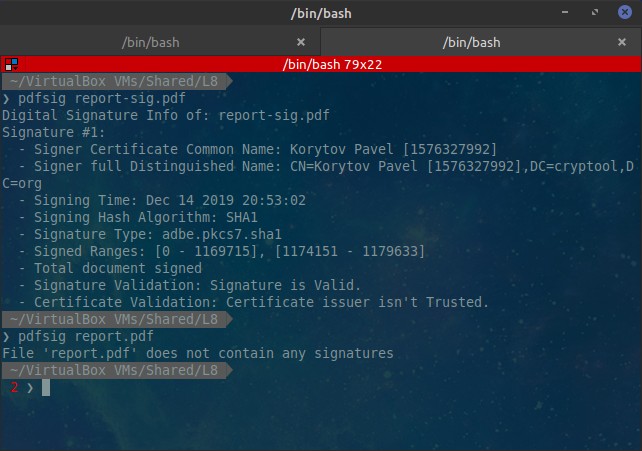 /bin/bash
/bin/bash × /bin/bash ×
/bin/bash 79x22
~/VirtualBox VMs/Shared/L8
❯ pdfsig report-sig.pdf
Digital Signature Info of: report-sig.pdf
Signature #1:
  - Signer Certificate Common Name: Korytov Pavel [1576327992]
  - Signer full Distinguished Name: CN=Korytov Pavel [1576327992],DC=cryptool,D
C=org
  - Signing Time: Dec 14 2019 20:53:02
  - Signing Hash Algorithm: SHA1
  - Signature Type: adbe.pkcs7.sha1
  - Signed Ranges: [0 - 1169715], [1174151 - 1179633]
  - Total document signed
  - Signature Validation: Signature is Valid.
  - Certificate Validation: Certificate issuer isn't Trusted.
~/VirtualBox VMs/Shared/L8
❯ pdfsig report.pdf
File 'report.pdf' does not contain any signatures
~/VirtualBox VMs/Shared/L8
2 ❯